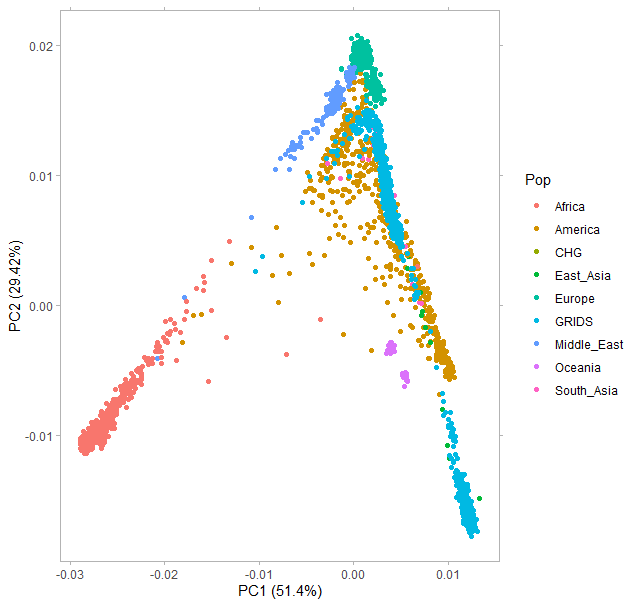 0.02
0.01
0.00
-0.01
PC2 (29.42%)
-0.03
-0.02
-0.01
0.00
0.01
PC1 (51.4%)
Pop
Africa
America
CHG
East_Asia
Europe
GRIDS
Middle_East
Oceania
South_Asia